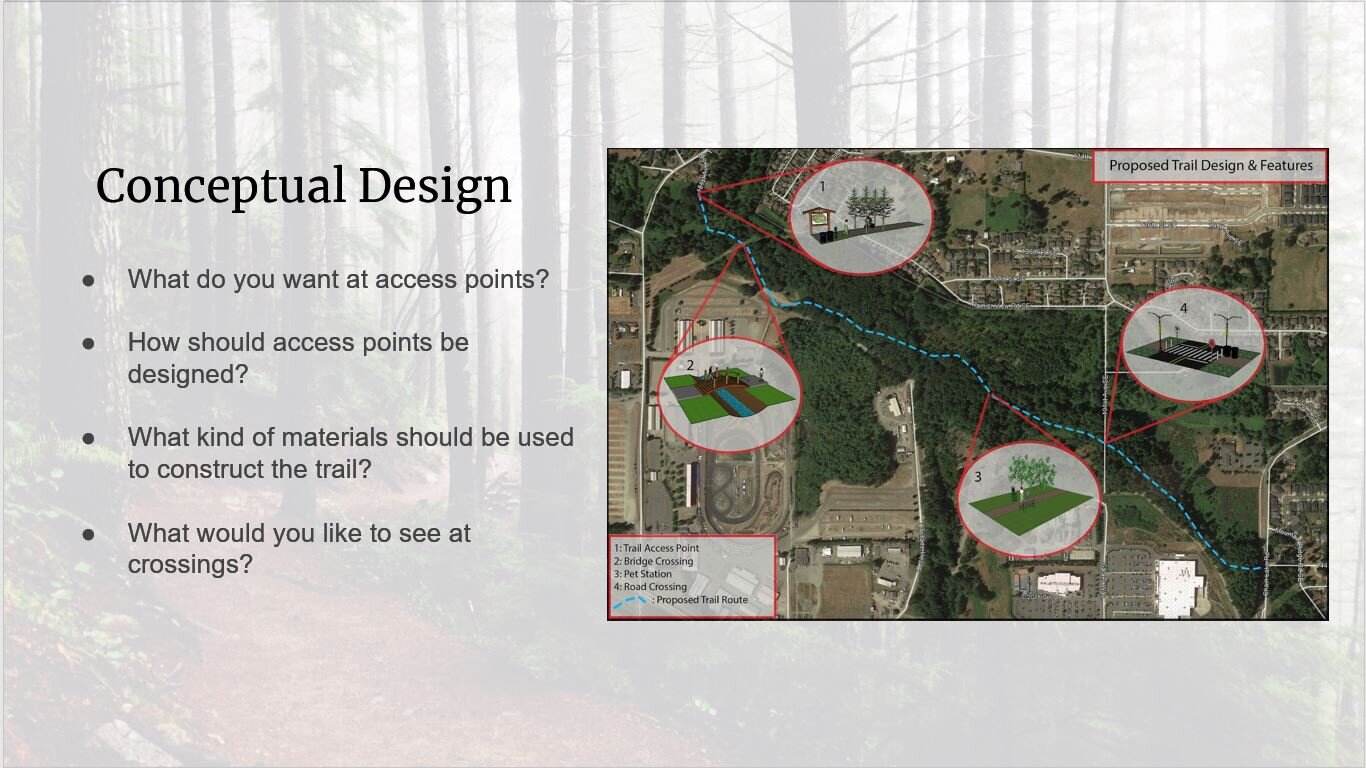 Conceptual Design
● What do you want at access points?
● How should access points be
designed?
● What kind of materials should be used
to construct the trail?
● What would you like to see at
crossings?
Proposed Trail Design & Features
1
2
3
4
1: Trail Access Point
2: Bridge Crossing
3: Pet Station
4: Road Crossing
: Proposed Trail Route